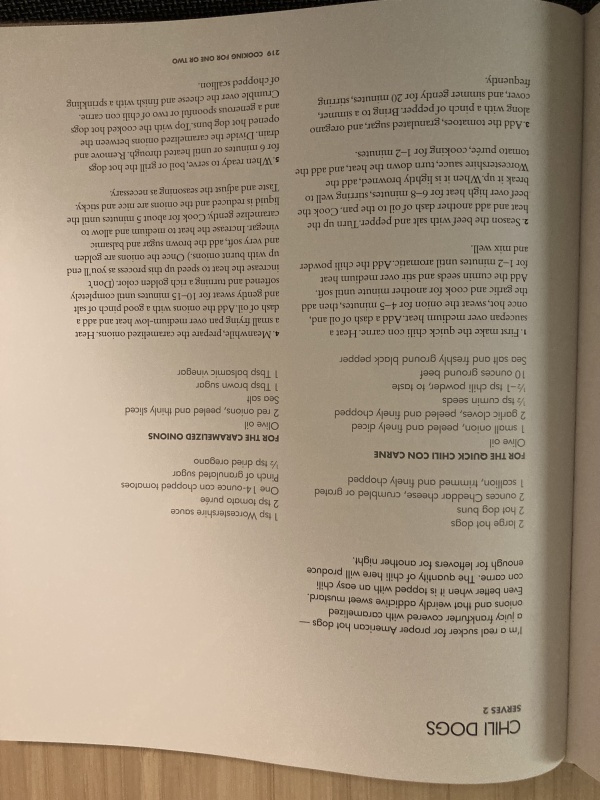 CHILI DOGS
SERVES 2
I'm a real sucker for proper American hot dogs —
a juicy frankfurter covered with caramelized
onions and that weirdly addictive sweet mustard.
Even better when it is topped with an easy chili
con carne. The quantity of chili here will produce
enough for leftovers for another night.
2 large hot dogs
2 hot dog buns
2 ounces Cheddar cheese, crumbled or grated
1 scallion, trimmed and finely chopped
FOR THE QUICK CON CHILI CARNE
Olive oil
1 small onion, peeled and finely diced
2 garlic cloves, peeled and finely chopped
½ tsp cumin seeds
½–1 tsp chili powder, to taste
10 ounces ground beef
Sea salt and freshly ground black pepper
1 tsp Worcestershire sauce
2 tsp tomato purée
One 14-ounce can chopped tomatoes
Pinch of granulated sugar
½ tsp dried oregano
FOR THE CARAMELIZED ONIONS
Olive oil
2 red onions, peeled and thinly sliced
Sea salt
1 Tbsp brown sugar
1 Tbsp balsamic vinegar
1. First make the quick chili con carne. Heat a
saucepan over medium heat. Add a dash of oil and,
once hot, sweat the onion for 4–5 minutes, then add
the garlic and cook for another minute until soft.
Add the cumin seeds and stir over medium heat
for 1–2 minutes until aromatic. Add the chili powder
and mix well.
2. Season the beef with salt and pepper. Turn up the
heat and add another dash of oil to the pan. Cook the
beef over high heat for 6–8 minutes, stirring well to
break it up. When it is lightly browned, add the
Worcestershire sauce, turn down the heat, and add the
tomato purée, cooking for 1–2 minutes.
3. Add the tomatoes, granulated sugar, and oregano
along with a pinch of pepper. Bring to a simmer,
cover, and simmer gently for 20 minutes, stirring
frequently.
4. Meanwhile, prepare the caramelized onions. Heat
a small frying pan over medium-low heat and add a
dash of oil. Add the onions with a good pinch of salt
and gently sweat for 10–15 minutes until completely
softened and turning a rich golden color. (Don't
increase the heat to speed up this process as you'll end
up with burnt onions.) Once the onions are golden
and very soft, add the brown sugar and balsamic
vinegar. Increase the heat to medium and allow to
caramelize gently. Cook for about 5 minutes until the
liquid is reduced and the onions are nice and sticky.
Taste and adjust the seasoning as necessary.
5. When ready to serve, boil or grill the hot dogs
for 6 minutes or until heated through. Remove and
drain. Divide the caramelized onions between the
opened hot dog buns. Top with the cooked hot dogs
and a generous spoonful or two of chili con carne.
Crumble over the cheese and finish with a sprinkling
of chopped scallion.
219 COOKING FOR ONE OR TWO